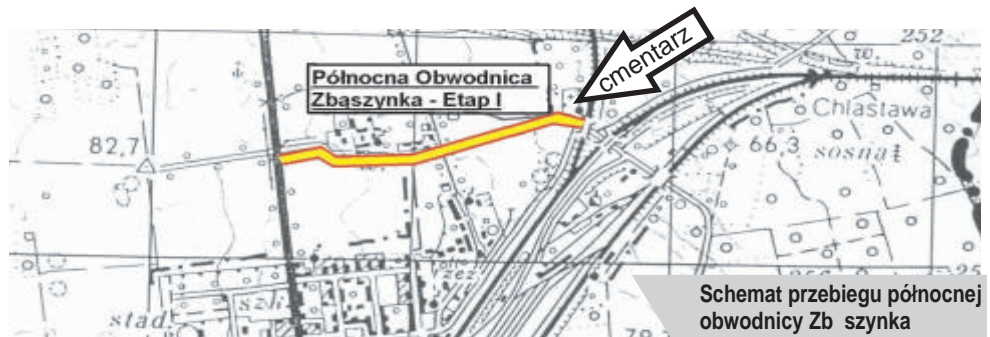 cmentarz
252
Północna Obwodnica
Zbąszynka - Etap I
Chlastawa
82,7
66,3
sosna
szk
stad.
Schemat przebiegu północnej
obwodnicy Zb szynka